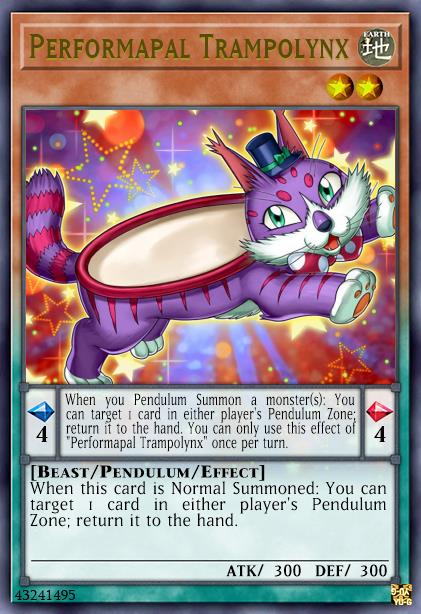 Performapal Trampolynx
EARTH
地
When you Pendulum Summon a monster(s): You
can target 1 card in either player's Pendulum Zone;
return it to the hand. You can only use this effect of
"Performapal Trampolynx" once per turn.
4
4
[Beast/Pendulum/Effect]
When this card is Normal Summoned: You can
target 1 card in either player's Pendulum
Zone; return it to the hand.
ATK/ 300 DEF/ 300
43241495